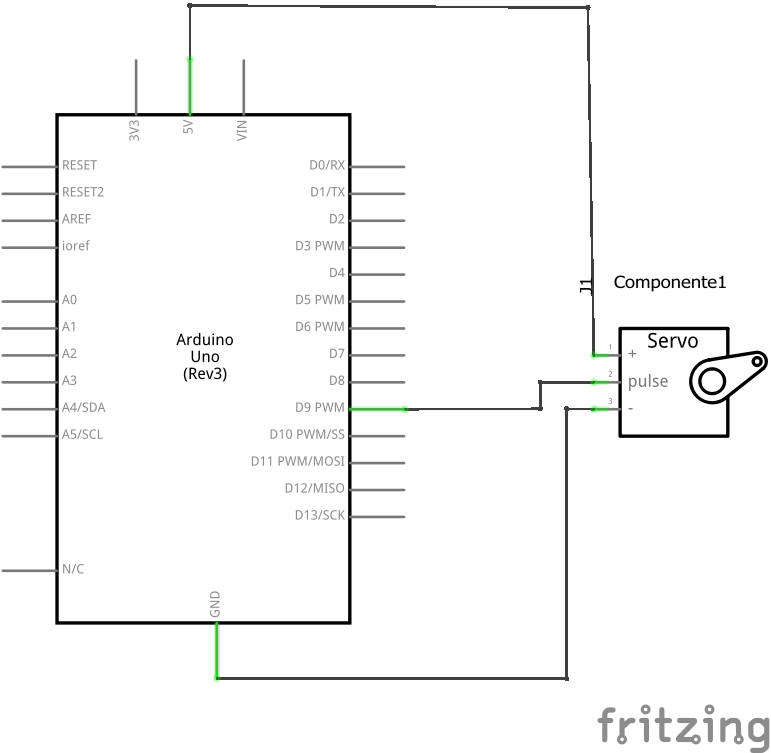 3V3
5V
VIN
RESET
RESET2
AREF
ioref
A0
A1
A2
A3
A4/SDA
A5/SCL
N/C
Arduino
Uno
(Rev3)
D0/RX
D1/TX
D2
D3 PWM
D4
D5 PWM
D6 PWM
D7
D8
D9 PWM
D10 PWM/SS
D11 PWM/MOSI
D12/MISO
D13/SCK
GND
J1
Componente1
Servo
1
+
2
pulse
3
-
fritzing